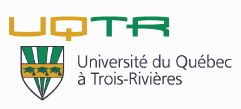 UQTR
Université du Québec
à Trois-Rivières